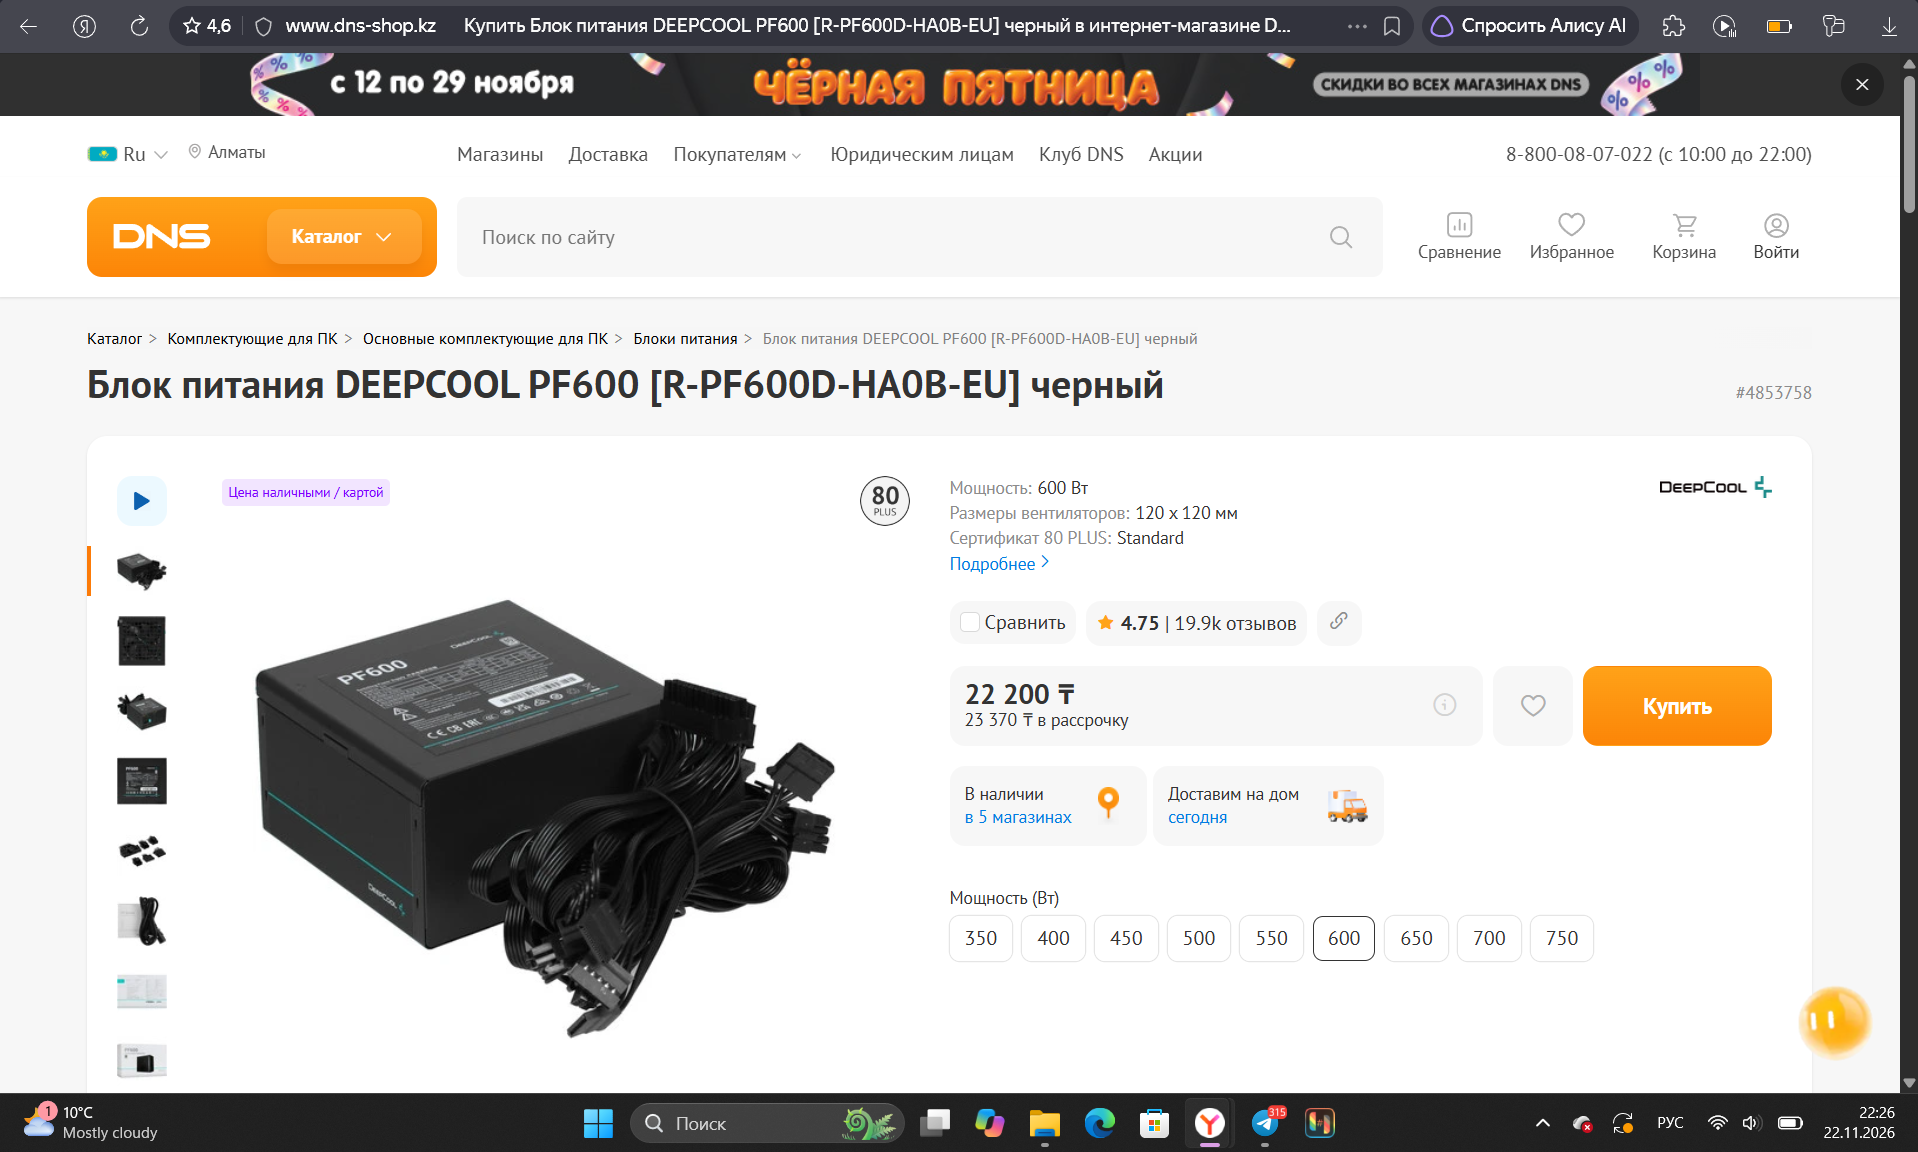 4,6
www.dns-shop.kz
Купить Блок питания DEEPCOOL PF600 [R-PF600D-HA0B-EU] черный в интернет-магазине D...
Спросить Алису AI
с 12 по 29 ноября
ЧЁРНАЯ ПЯТНИЦА
СКИДКИ ВО ВСЕХ МАГАЗИНАХ DNS
Ru
Алматы
Магазины
Доставка
Покупателям
Юридическим лицам
Клуб DNS
Акции
8-800-08-07-022 (с 10:00 до 22:00)
DNS
Каталог
Поиск по сайту
Сравнение
Избранное
Корзина
Войти
Каталог > Комплектующие для ПК > Основные комплектующие для ПК > Блоки питания > Блок питания DEEPCOOL PF600 [R-PF600D-HA0B-EU] черный
Блок питания DEEPCOOL PF600 [R-PF600D-HA0B-EU] черный
#4853758
Цена наличными / картой
80
PLUS
Мощность: 600 Вт
Размеры вентиляторов: 120 x 120 мм
Сертификат 80 PLUS: Standard
Подробнее
DEEPCOOL
Сравнить
4.75 | 19.9k отзывов
PF600
DEEPCOOL
DEEPCOOL
22 200 ₸
23 370 ₸ в рассрочку
Купить
В наличии
в 5 магазинах
Доставим на дом
сегодня
Мощность (Вт)
350
400
450
500
550
600
650
700
750
1
10°C
Mostly cloudy
Поиск
315
РУС
22:26
22.11.2026